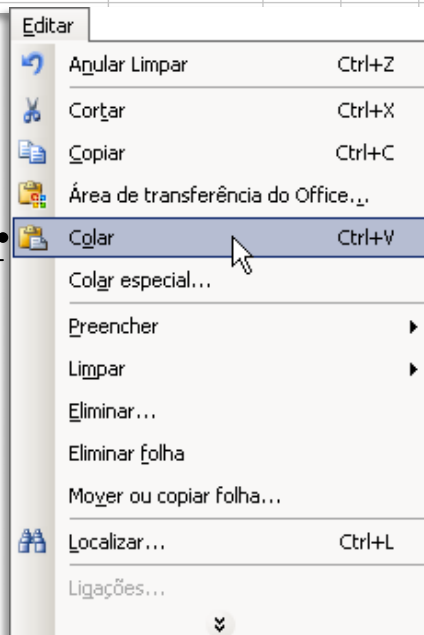 Editar
Anular Limpar Ctrl+Z
Cortar Ctrl+X
Copiar Ctrl+C
Área de transferência do Office...
Colar Ctrl+V
Colar especial...
Preencher
Limpar
Eliminar...
Eliminar folha
Mover ou copiar folha...
Localizar... Ctrl+L
Ligações...